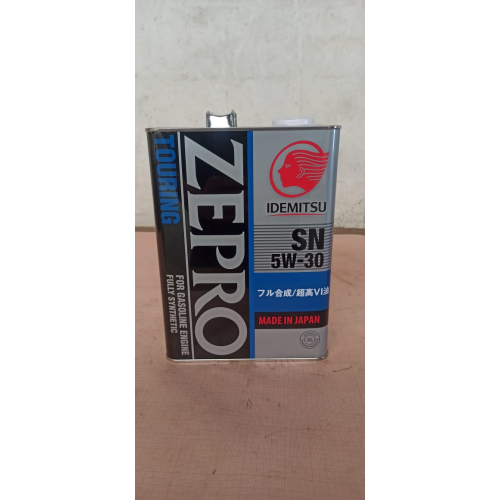 TOURING
FOR GASOLINE ENGINE
FULLY SYNTHETIC
ZEPRO
IDEMITSU
SN
5W-30
フル合成/超高VI油
MADE IN JAPAN